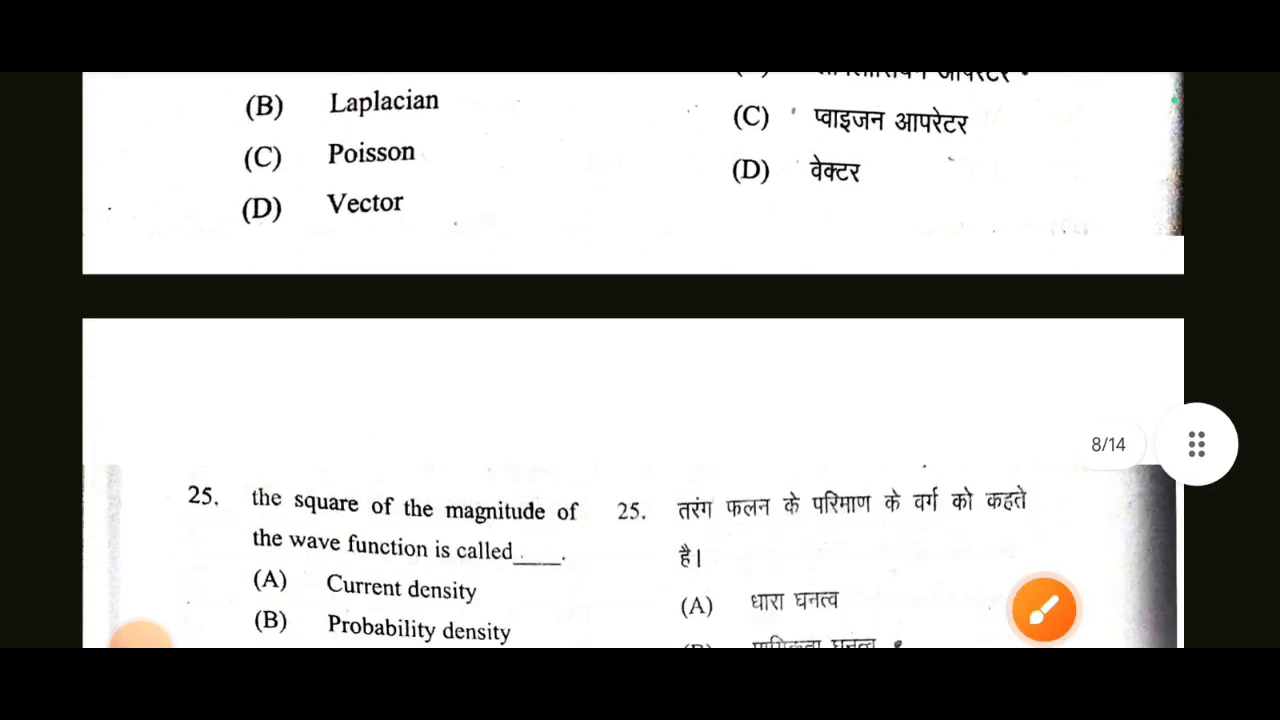 (B) Laplacian
(C) Poisson
(D) Vector
(C) प्वाइजन आपरेटर
(D) वेक्टर
8/14
25. the square of the magnitude of
the wave function is called____.
(A) Current density
(B) Probability density
25. तरंग फलन के परिमाण के वर्ग को कहते
है।
(A) धारा घनत्व